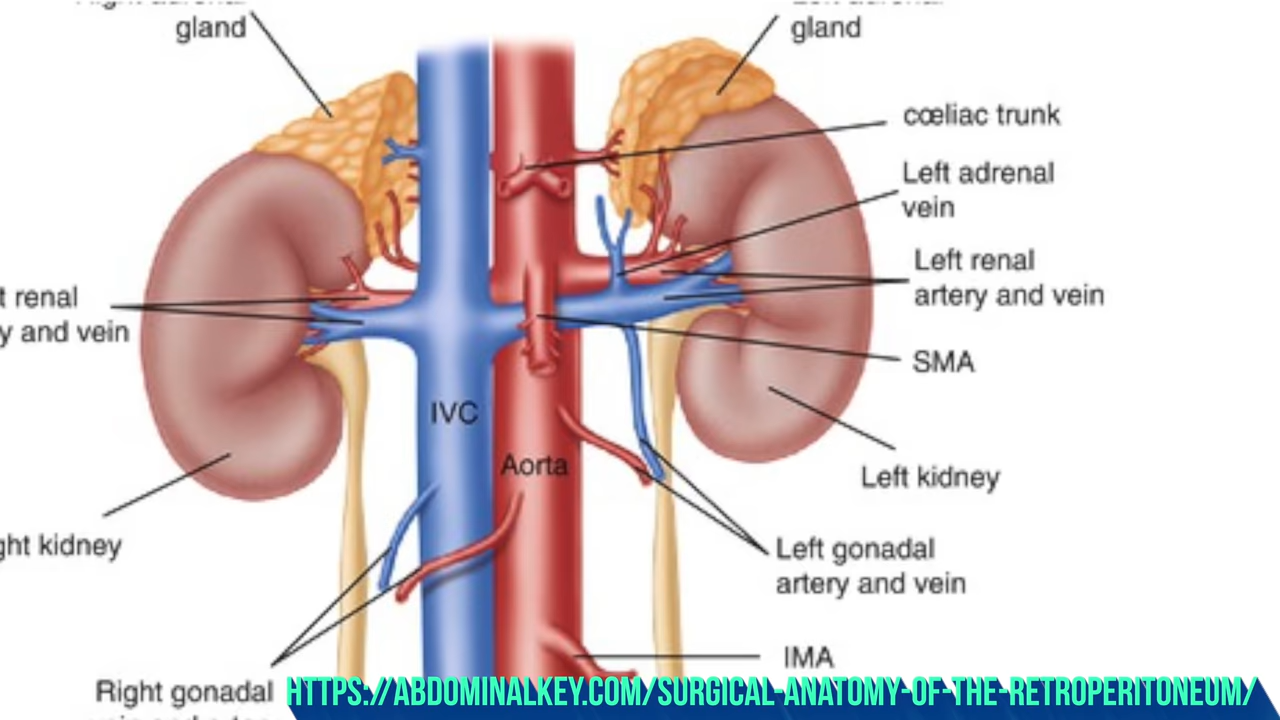 gland
gland
cœliac trunk
Left adrenal
vein
Left renal
artery and vein
t renal
y and vein
SMA
IVC
Aorta
Left kidney
ght kidney
Left gonadal
artery and vein
IMA
Right gonadal
HTTPS://ABDOMINALKEY.COM/SURGICAL-ANATOMY-OF-THE-RETROPERITONEUM/